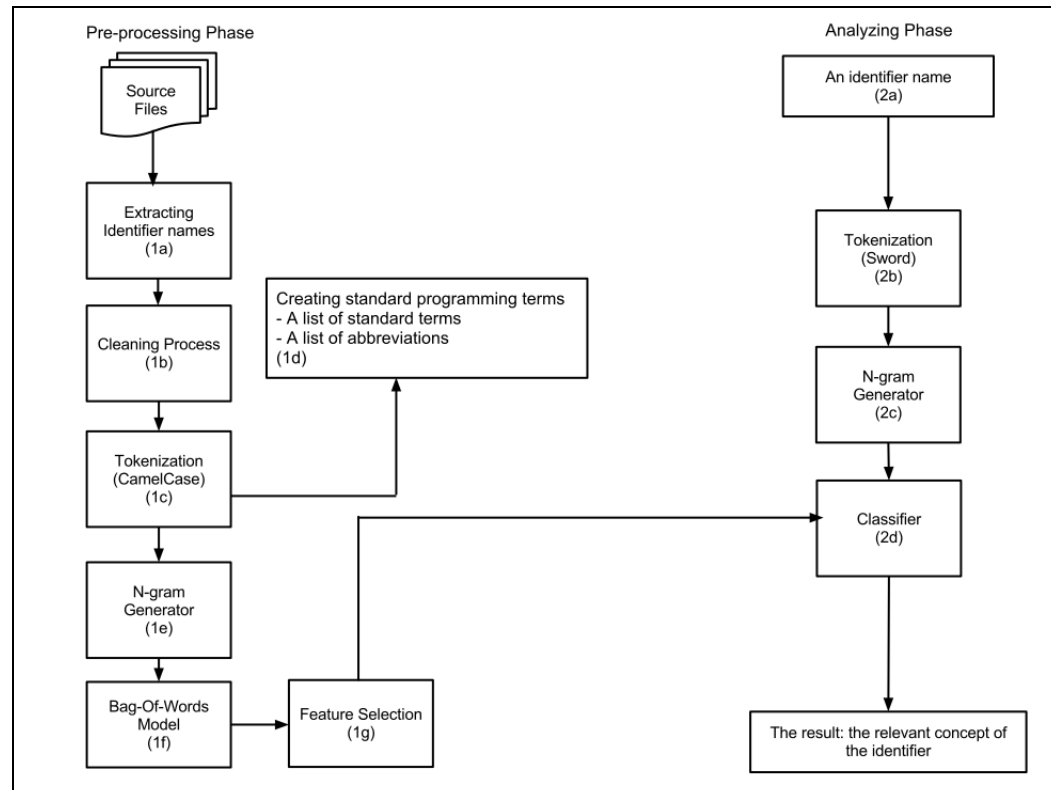 Pre-processing Phase
Source
Files
Extracting
Identifier names
(1a)
Cleaning Process
(1b)
Tokenization
(CamelCase)
(1c)
Creating standard programming terms
- A list of standard terms
- A list of abbreviations
(1d)
N-gram
Generator
(1e)
Bag-Of-Words
Model
(1f)
Feature Selection
(1g)
Analyzing Phase
An identifier name
(2a)
Tokenization
(Sword)
(2b)
N-gram
Generator
(2c)
Classifier
(2d)
The result: the relevant concept of
the identifier